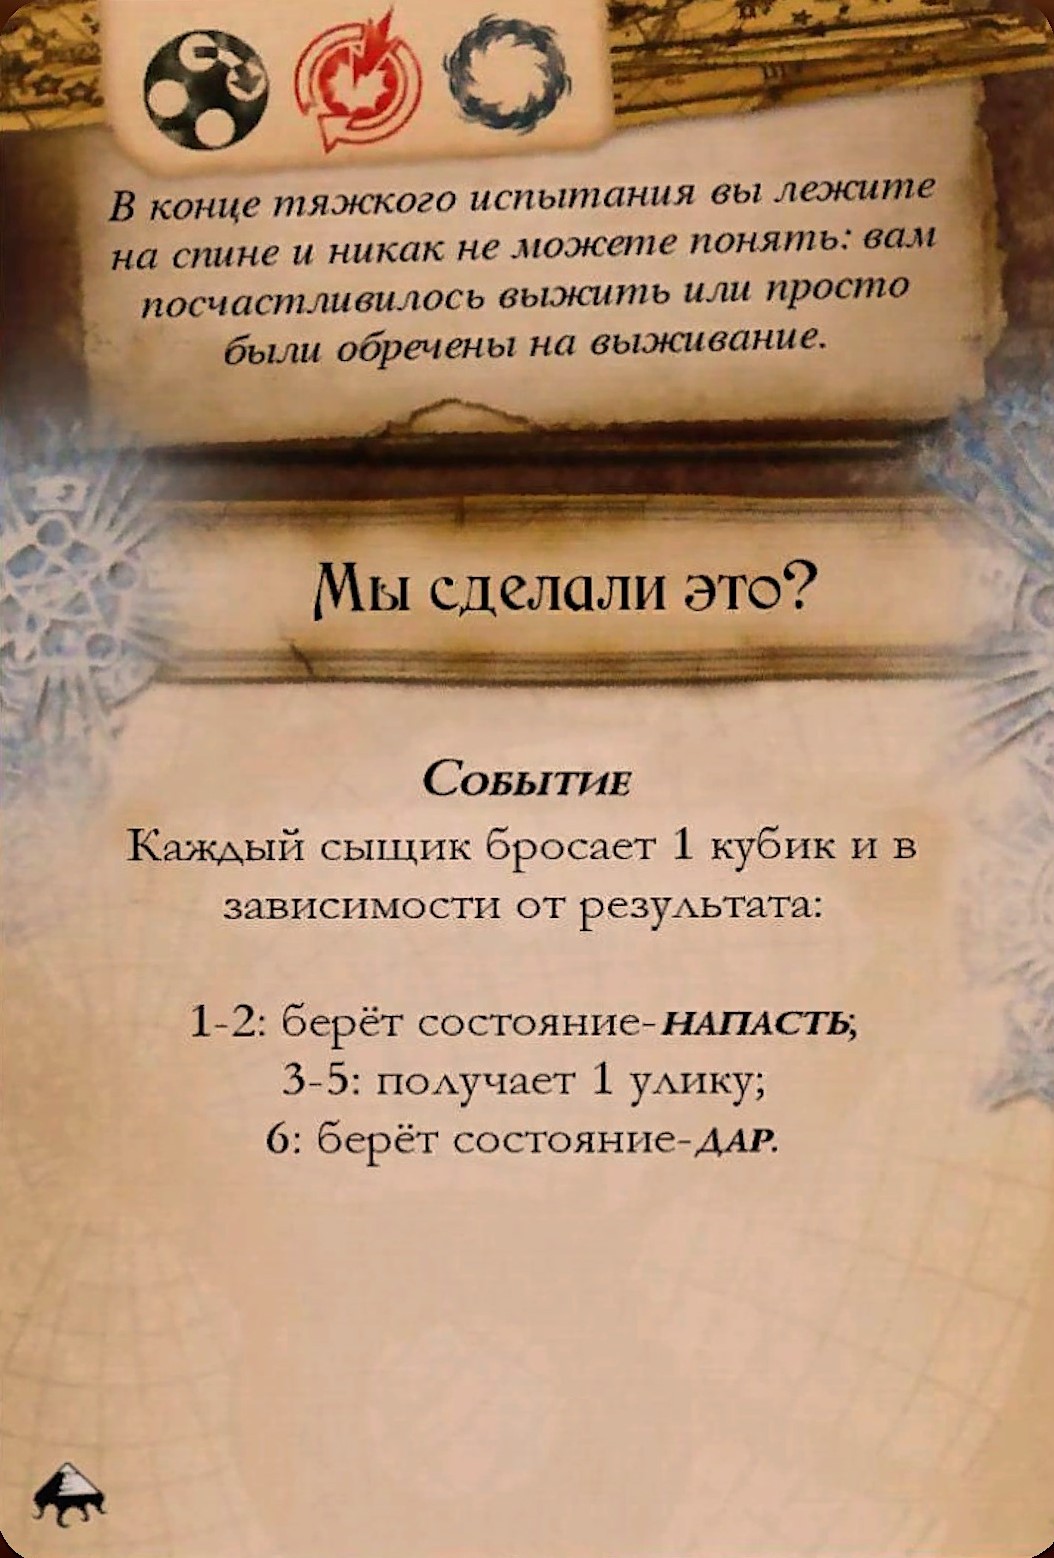 В конце тяжкого испытания вы лежите
на спине и никак не можете понять: вам
посчастливилось выжить или просто
были обречены на выживание.
Мы сделали это?
Событие
Каждый сыщик бросает 1 кубик и в
зависимости от результата:
1-2: берёт состояние-НАПАСТЬ;
3-5: получает 1 улику;
6: берёт состояние-ДАР.